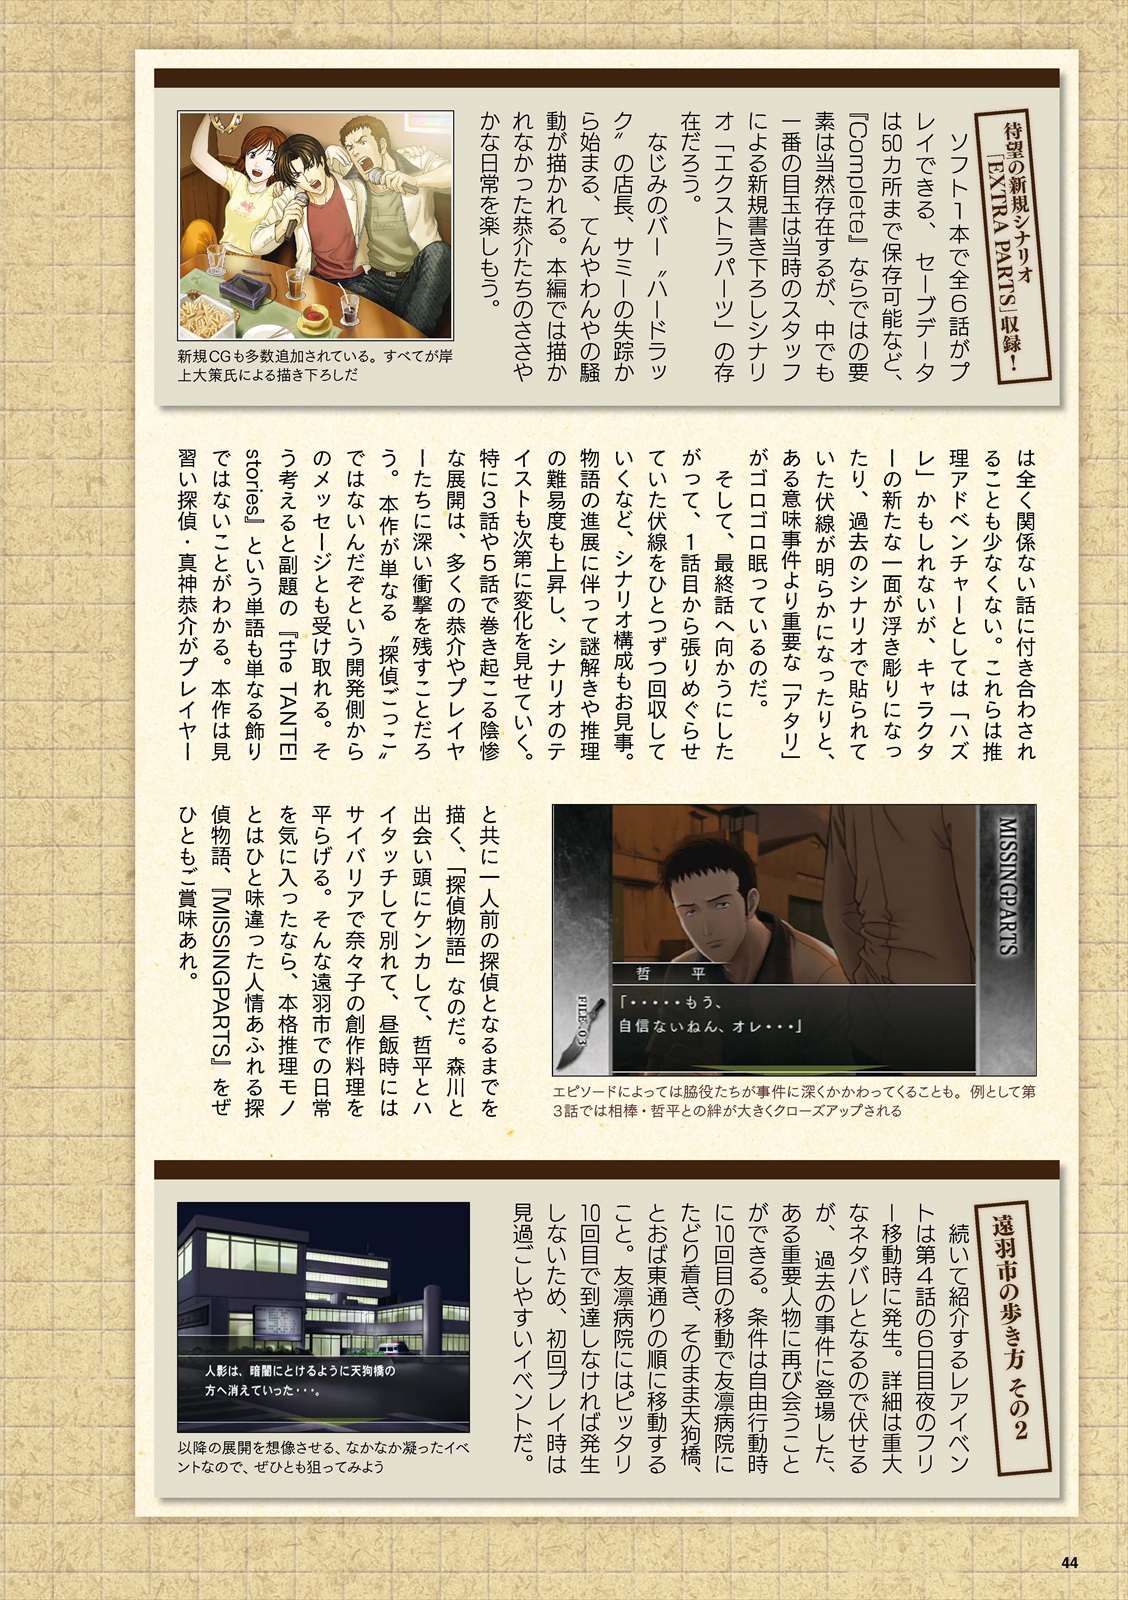 待望の新規シナリオ
「EXTRA PARTS」収録！
　ソフト1本で全6話がプ
レイできる、セーブデータ
は50カ所まで保存可能など、
『Complete』ならではの要
素は当然存在するが、中でも
一番の目玉は当時のスタッフ
による新規書き下ろしシナリ
オ「エクストラパーツ」の存
在だろう。
　なじみのバー〝ハードラッ
ク〟の店長、サミーの失踪か
ら始まる、てんやわんやの騒
動が描かれる。本編では描か
れなかった恭介たちのささや
かな日常を楽しもう。
新規CGも多数追加されている。すべてが岸
上大策氏による描き下ろしだ
は全く関係ない話に付き合わされ
ることも少なくない。これらは推
理アドベンチャーとしては「ハズ
レ」かもしれないが、キャラクタ
ーの新たな一面が浮き彫りになっ
たり、過去のシナリオで貼られて
いた伏線が明らかになったりと、
ある意味事件より重要な「アタリ」
がゴロゴロ眠っているのだ。
　そして、最終話へ向かうにした
がって、1話目から張りめぐらせ
ていた伏線をひとつずつ回収して
いくなど、シナリオ構成もお見事。
物語の進展に伴って謎解きや推理
の難易度も上昇し、シナリオのテ
イストも次第に変化を見せていく。
特に3話や5話で巻き起こる陰惨
な展開は、多くの恭介やプレイヤ
ーたちに深い衝撃を残すことだろ
う。本作が単なる〝探偵ごっこ〟
ではないんだぞという開発側から
のメッセージとも受け取れる。そ
う考えると副題の『the TANTEI
stories』という単語も単なる飾り
ではないことがわかる。本作は見
習い探偵・真神恭介がプレイヤー
MISSINGPARTS
哲　平
「・・・・・もう、
自信ないねん、オレ・・・」
FILE 03
エピソードによっては脇役たちが事件に深くかかわってくることも。例として第
3話では相棒・哲平との絆が大きくクローズアップされる
と共に一人前の探偵となるまでを
描く、「探偵物語」なのだ。森川と
出会い頭にケンカして、哲平とハ
イタッチして別れて、昼飯時には
サイバリアで奈々子の創作料理を
平らげる。そんな遠羽市での日常
を気に入ったなら、本格推理モノ
とはひと味違った人情あふれる探
偵物語、『MISSINGPARTS』をぜ
ひともご賞味あれ。
遠羽市の歩き方 その2
　続いて紹介するレアイベン
トは第4話の6日目夜のフリ
ー移動時に発生。詳細は重大
なネタバレとなるので伏せる
が、過去の事件に登場した、
ある重要人物に再び会うこと
ができる。条件は自由行動時
に10回目の移動で友凛病院に
たどり着き、そのまま天狗橋、
とおば東通りの順に移動する
こと。友凛病院にはピッタリ
10回目で到達しなければ発生
しないため、初回プレイ時は
見過ごしやすいイベントだ。
人影は、暗闇にとけるように天狗橋の
方へ消えていった・・・。
以降の展開を想像させる、なかなか凝ったイベ
ントなので、ぜひとも狙ってみよう
44